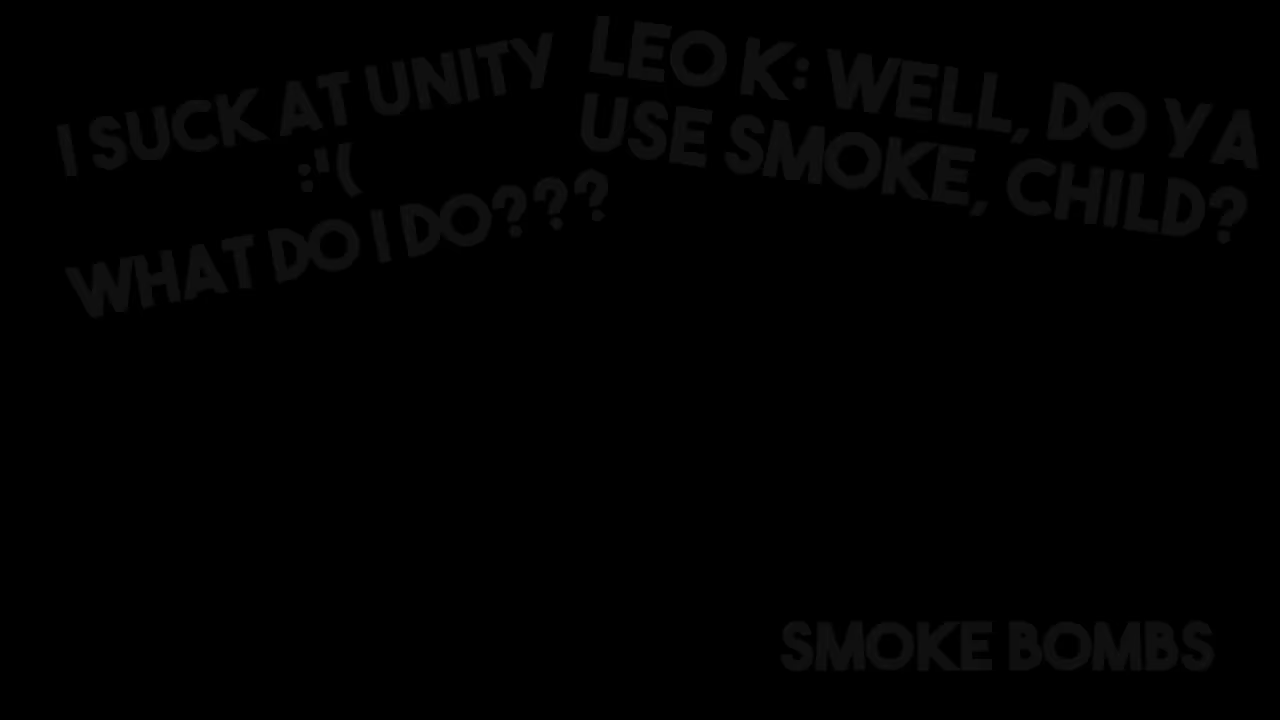 I SUCK AT UNITY
:'(
WHAT DO I DO???
LEO K: WELL, DO YA
USE SMOKE, CHILD?
SMOKE BOMBS